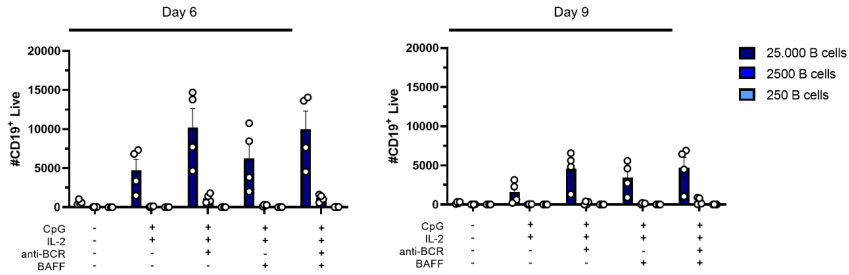 Day 6
20000
15000
10000
5000
0
#CD19+ Live
CpG - + + + +
IL-2 - + + + +
anti-BCR - - + - +
BAFF - - - + +
Day 9
20000
15000
10000
5000
0
#CD19+ Live
CpG - + + + +
IL-2 - + + + +
anti-BCR - - + - +
BAFF - - - + +
25.000 B cells
2500 B cells
250 B cells